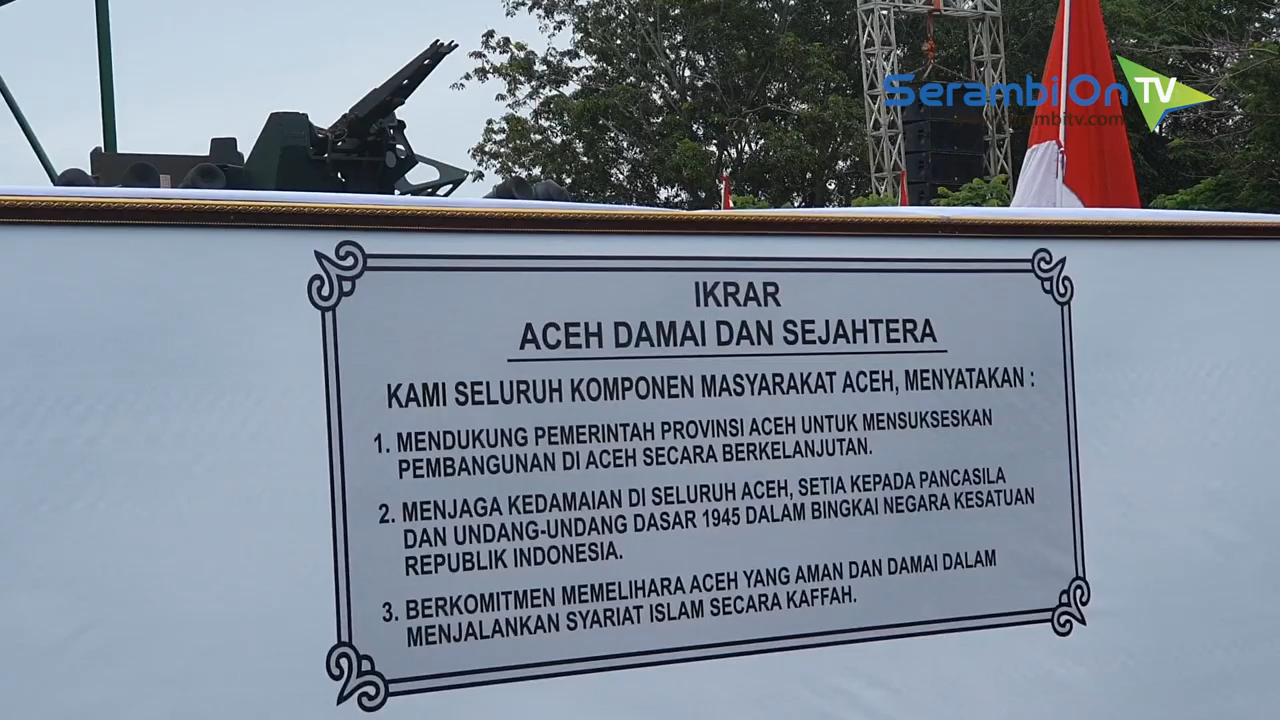 Serambi On TV
IKRAR
ACEH DAMAI DAN SEJAHTERA
KAMI SELURUH KOMPONEN MASYARAKAT ACEH, MENYATAKAN :
1. MENDUKUNG PEMERINTAH PROVINSI ACEH UNTUK MENSUKSESKAN
PEMBANGUNAN DI ACEH SECARA BERKELANJUTAN.
2. MENJAGA KEDAMAIAN DI SELURUH ACEH, SETIA KEPADA PANCASILA
DAN UNDANG-UNDANG DASAR 1945 DALAM BINGKAI NEGARA KESATUAN
REPUBLIK INDONESIA.
3. BERKOMITMEN MEMELIHARA ACEH YANG AMAN DAN DAMAI DALAM
MENJALANKAN SYARIAT ISLAM SECARA KAFFAH.